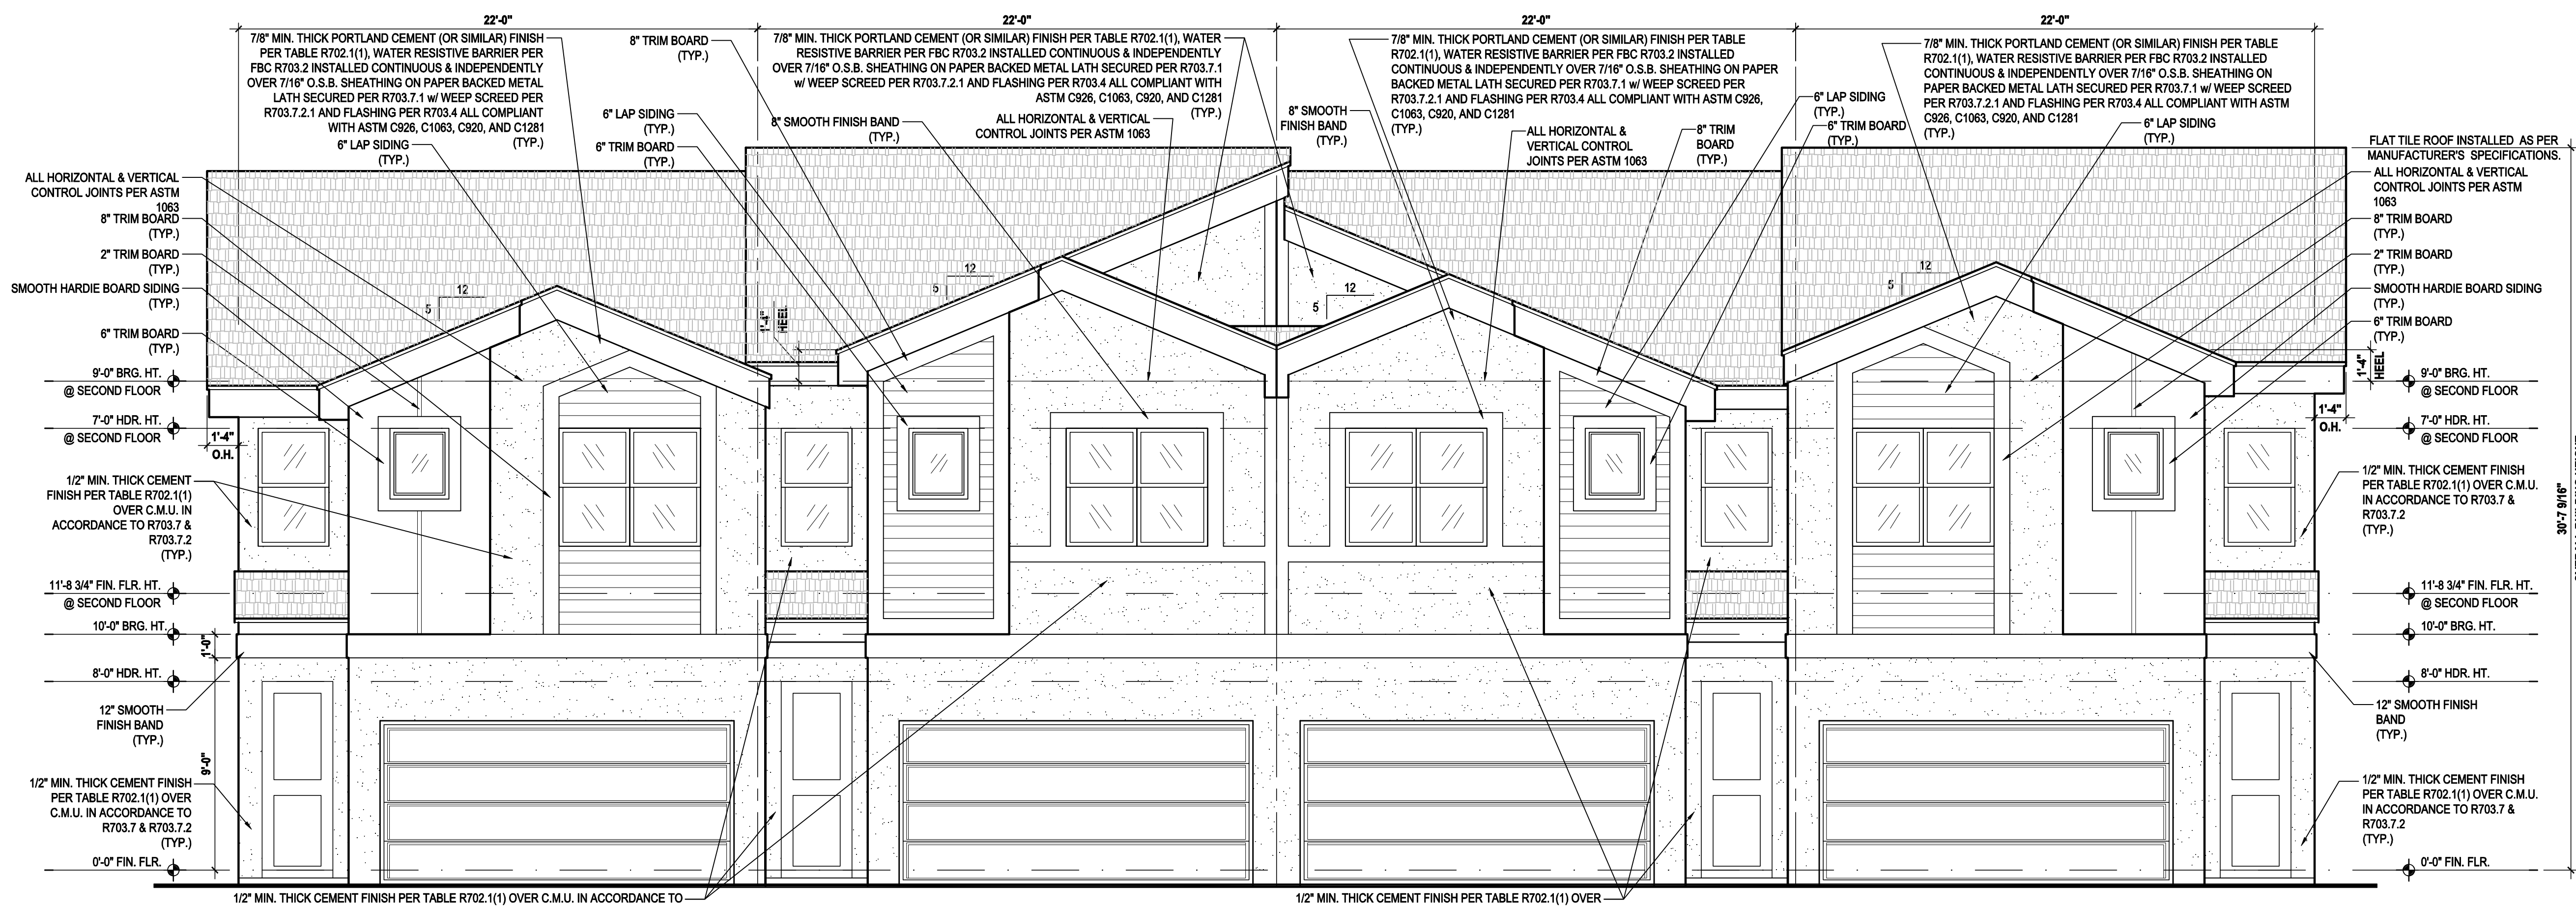 22'-0"
22'-0"
22'-0"
22'-0"
7/8" MIN. THICK PORTLAND CEMENT (OR SIMILAR) FINISH
PER TABLE R702.1(1), WATER RESISTIVE BARRIER PER
FBC R703.2 INSTALLED CONTINUOUS & INDEPENDENTLY
OVER 7/16" O.S.B. SHEATHING ON PAPER BACKED METAL
LATH SECURED PER R703.7.1 w/ WEEP SCREED PER
R703.7.2.1 AND FLASHING PER R703.4 ALL COMPLIANT
WITH ASTM C926, C1063, C920, AND C1281
(TYP.)
6" LAP SIDING
(TYP.)
8" TRIM BOARD
(TYP.)
6" LAP SIDING
(TYP.)
6" TRIM BOARD
(TYP.)
7/8" MIN. THICK PORTLAND CEMENT (OR SIMILAR) FINISH PER TABLE R702.1(1), WATER
RESISTIVE BARRIER PER FBC R703.2 INSTALLED CONTINUOUS & INDEPENDENTLY
OVER 7/16" O.S.B. SHEATHING ON PAPER BACKED METAL LATH SECURED PER R703.7.1
w/ WEEP SCREED PER R703.7.2.1 AND FLASHING PER R703.4 ALL COMPLIANT WITH
ASTM C926, C1063, C920, AND C1281
(TYP.)
8" SMOOTH FINISH BAND
(TYP.)
ALL HORIZONTAL & VERTICAL
CONTROL JOINTS PER ASTM 1063
8" SMOOTH
FINISH BAND
(TYP.)
7/8" MIN. THICK PORTLAND CEMENT (OR SIMILAR) FINISH PER TABLE
R702.1(1), WATER RESISTIVE BARRIER PER FBC R703.2 INSTALLED
CONTINUOUS & INDEPENDENTLY OVER 7/16" O.S.B. SHEATHING ON PAPER
BACKED METAL LATH SECURED PER R703.7.1 w/ WEEP SCREED PER
R703.7.2.1 AND FLASHING PER R703.4 ALL COMPLIANT WITH ASTM C926,
C1063, C920, AND C1281
(TYP.)
ALL HORIZONTAL &
VERTICAL CONTROL
JOINTS PER ASTM 1063
8" TRIM
BOARD
(TYP.)
6" LAP SIDING
(TYP.)
6" TRIM BOARD
(TYP.)
7/8" MIN. THICK PORTLAND CEMENT (OR SIMILAR) FINISH PER TABLE
R702.1(1), WATER RESISTIVE BARRIER PER FBC R703.2 INSTALLED
CONTINUOUS & INDEPENDENTLY OVER 7/16" O.S.B. SHEATHING ON
PAPER BACKED METAL LATH SECURED PER R703.7.1 w/ WEEP SCREED
PER R703.7.2.1 AND FLASHING PER R703.4 ALL COMPLIANT WITH ASTM
C926, C1063, C920, AND C1281
(TYP.)
6" LAP SIDING
(TYP.)
FLAT TILE ROOF INSTALLED AS PER
MANUFACTURER'S SPECIFICATIONS.
ALL HORIZONTAL & VERTICAL
CONTROL JOINTS PER ASTM
1063
8" TRIM BOARD
(TYP.)
2" TRIM BOARD
(TYP.)
SMOOTH HARDIE BOARD SIDING
(TYP.)
6" TRIM BOARD
(TYP.)
ALL HORIZONTAL & VERTICAL
CONTROL JOINTS PER ASTM
1063
8" TRIM BOARD
(TYP.)
2" TRIM BOARD
(TYP.)
SMOOTH HARDIE BOARD SIDING
(TYP.)
6" TRIM BOARD
(TYP.)
12
5
12
5
12
5
12
5
1'-4"
HEEL
1'-4"
HEEL
9'-0" BRG. HT.
@ SECOND FLOOR
7'-0" HDR. HT.
@ SECOND FLOOR
1'-4"
O.H.
1/2" MIN. THICK CEMENT
FINISH PER TABLE R702.1(1)
OVER C.M.U. IN
ACCORDANCE TO R703.7 &
R703.7.2
(TYP.)
11'-8 3/4" FIN. FLR. HT.
@ SECOND FLOOR
10'-0" BRG. HT.
1'-0"
8'-0" HDR. HT.
12" SMOOTH
FINISH BAND
(TYP.)
9'-0"
1/2" MIN. THICK CEMENT FINISH
PER TABLE R702.1(1) OVER
C.M.U. IN ACCORDANCE TO
R703.7 & R703.7.2
(TYP.)
0'-0" FIN. FLR.
9'-0" BRG. HT.
@ SECOND FLOOR
7'-0" HDR. HT.
@ SECOND FLOOR
1'-4"
O.H.
1/2" MIN. THICK CEMENT FINISH
PER TABLE R702.1(1) OVER C.M.U.
IN ACCORDANCE TO R703.7 &
R703.7.2
(TYP.)
30'-7 9/16"
11'-8 3/4" FIN. FLR. HT.
@ SECOND FLOOR
10'-0" BRG. HT.
8'-0" HDR. HT.
12" SMOOTH FINISH
BAND
(TYP.)
1/2" MIN. THICK CEMENT FINISH
PER TABLE R702.1(1) OVER C.M.U.
IN ACCORDANCE TO R703.7 &
R703.7.2
(TYP.)
0'-0" FIN. FLR.
1/2" MIN. THICK CEMENT FINISH PER TABLE R702.1(1) OVER C.M.U. IN ACCORDANCE TO
1/2" MIN. THICK CEMENT FINISH PER TABLE R702.1(1) OVER